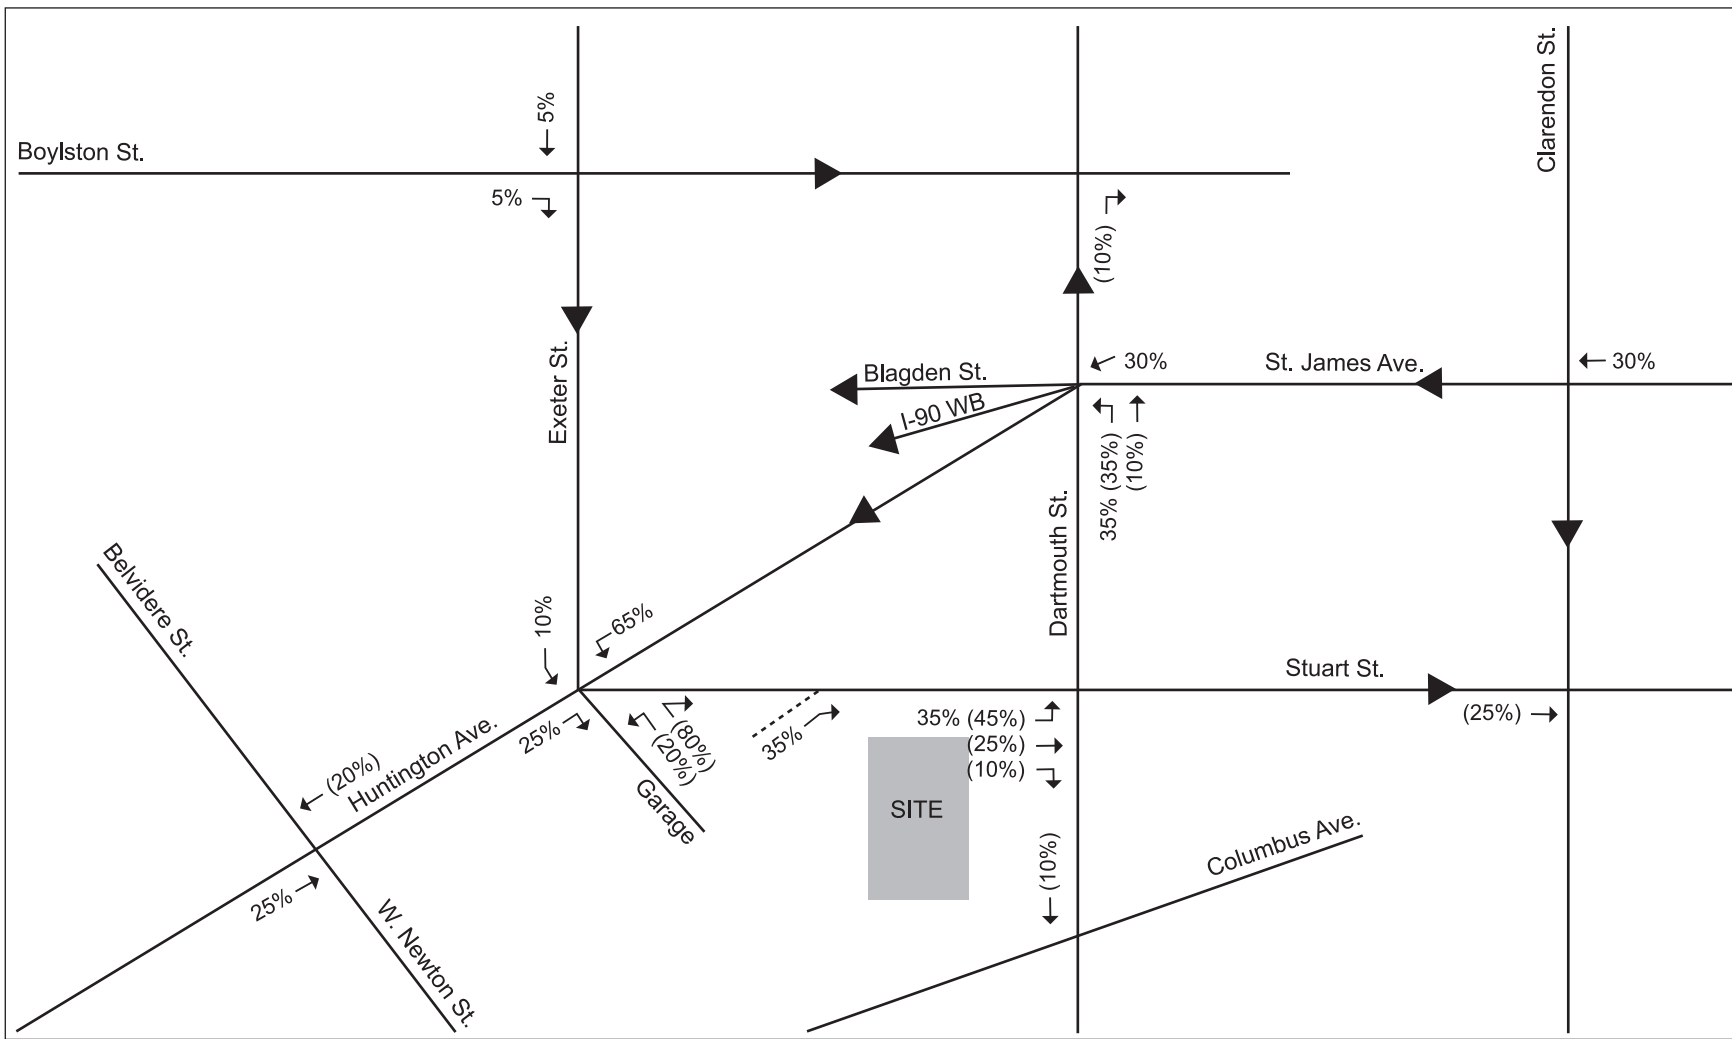 Clarendon St.
5%
Boylston St.
5%
(10%)
Exeter St.
Blagden St.
30%
St. James Ave.
30%
I-90 WB
35% (35%)
(10%)
Dartmouth St.
Belvidere St.
10%
65%
Stuart St.
Huntington Ave.
25%
(80%)
(20%)
35%
35% (45%)
(25%)
(10%)
(25%)
(20%)
Garage
SITE
Columbus Ave.
(10%)
25%
W. Newton St.